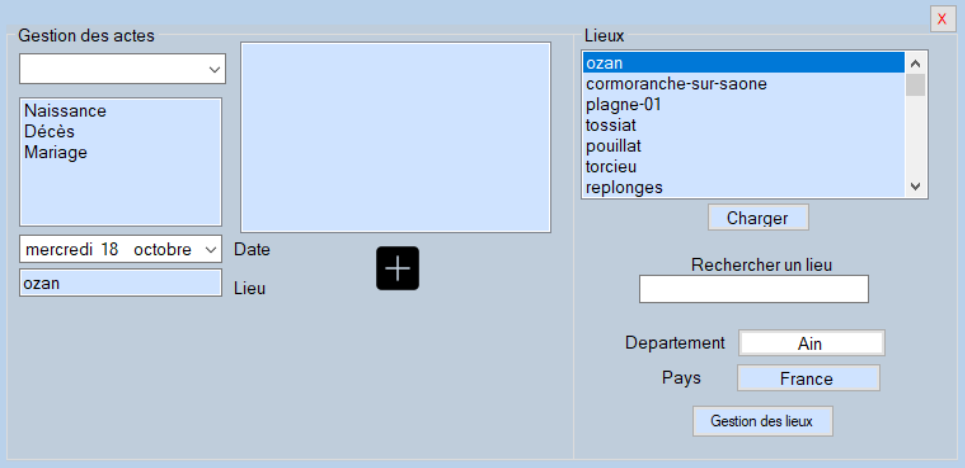 X
Gestion des actes
Naissance
Décès
Mariage
mercredi 18 octobre
Date
ozan
Lieu
Lieux
ozan
cormoranche-sur-saone
plagne-01
tossiat
pouillat
torcieu
replonges
Charger
Rechercher un lieu
Departement
Ain
Pays
France
Gestion des lieux